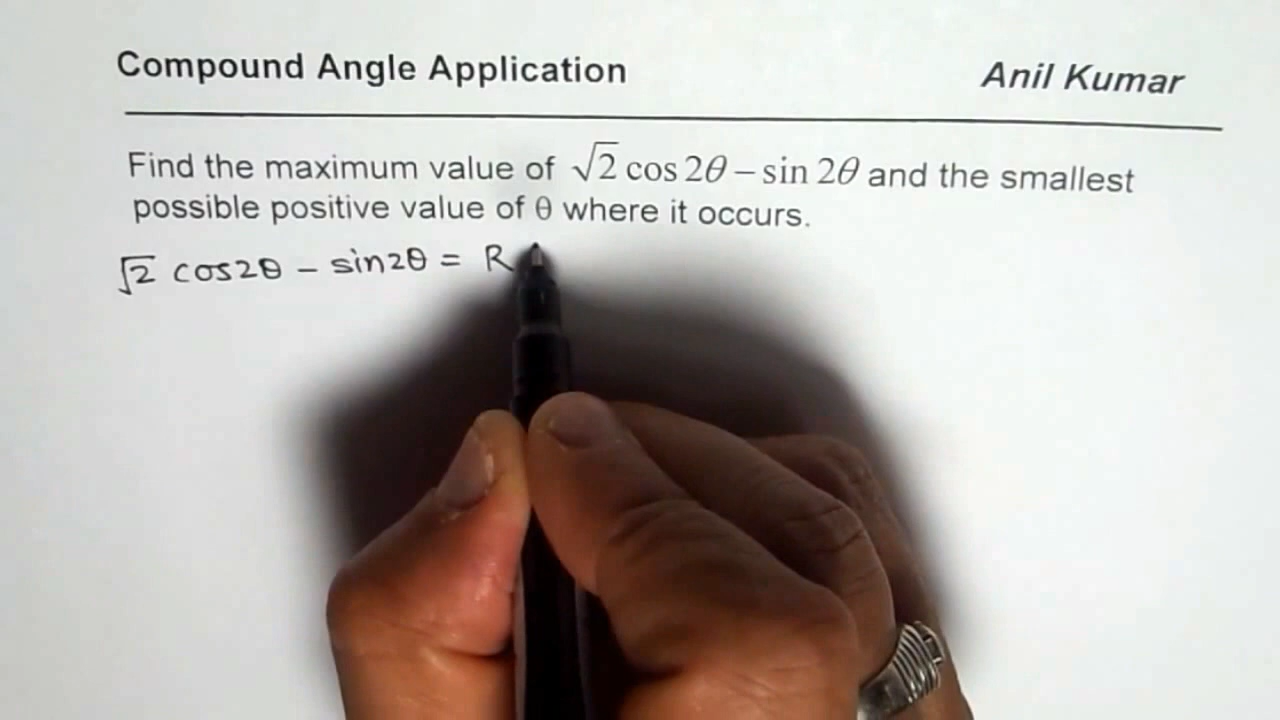 Compound Angle Application Anil Kumar
Find the maximum value of √2 cos 2θ – sin 2θ and the smallest
possible positive value of θ where it occurs.
√2 cos2θ – sin2θ = R